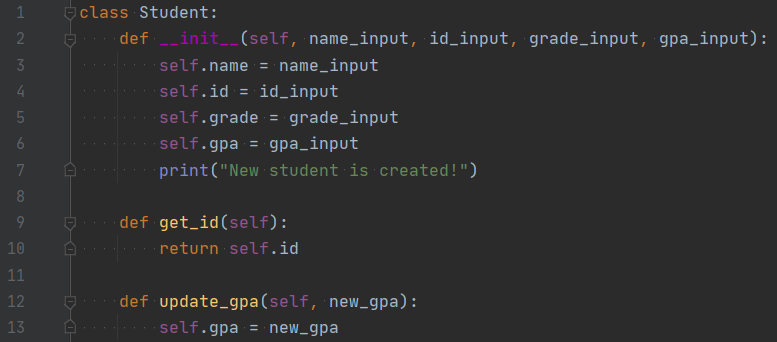 1 class Student:
2     def __init__(self, name_input, id_input, grade_input, gpa_input):
3         self.name = name_input
4         self.id = id_input
5         self.grade = grade_input
6         self.gpa = gpa_input
7         print("New student is created!")
8
9     def get_id(self):
10         return self.id
11
12     def update_gpa(self, new_gpa):
13         self.gpa = new_gpa